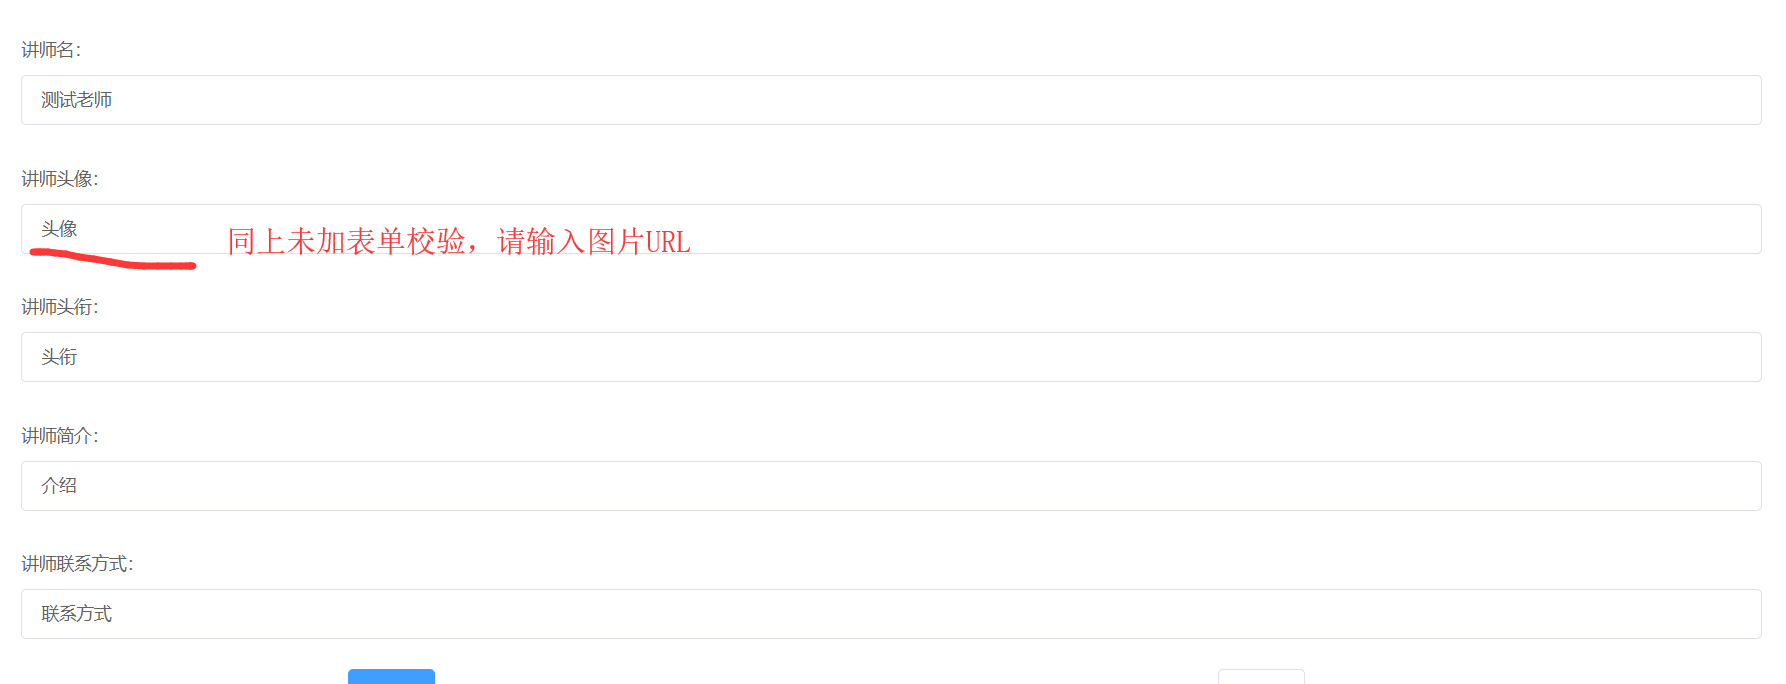 讲师名：
测试老师
讲师头像：
头像
同上未加表单校验，请输入图片URL
讲师头衔：
头衔
讲师简介：
介绍
讲师联系方式：
联系方式